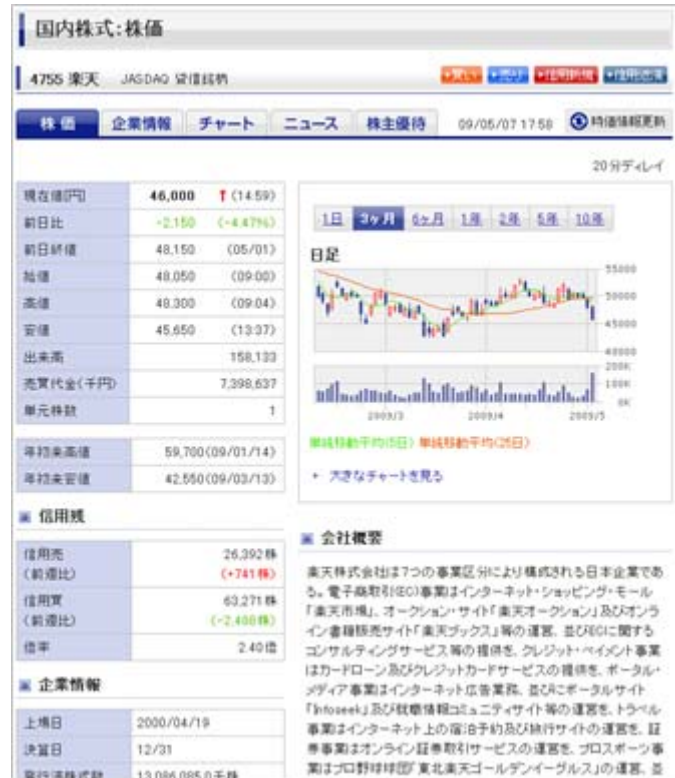 国内株式:株価
4755 楽天 JASDAQ 貸借銘柄
買い 売り 信用新規 信用返済
株価 企業情報 チャート ニュース 株主優待 09/05/07 17:58 時価情報更新
20分ディレイ
現在値(円) 46,000 ↑ (14:59)
前日比 -2,150 (-4.47%)
前日終値 48,150 (05/01)
始値 48,050 (09:00)
高値 48,300 (09:04)
安値 45,650 (13:37)
出来高 158,133
売買代金(千円) 7,398,637
単元株数 1
年初来高値 59,700(09/01/14)
年初来安値 42,550(09/03/13)
1日 3ヶ月 6ヶ月 1年 2年 5年 10年
日足
55000
50000
45000
40000
200K
100K
0K
2009/3 2009/4 2009/5
単純移動平均(5日) 単純移動平均(25日)
+ 大きなチャートを見る
信用残
信用売 26,392株
(前週比) (+741株)
信用買 63,271株
(前週比) (-2,408株)
倍率 2.40倍
企業情報
上場日 2000/04/19
決算日 12/31
発行済株式数 13,086,085.0千株
会社概要
楽天株式会社は7つの事業区分により構成される日本企業であ
る。電子商取引(EC)事業はインターネット・ショッピング・モール
「楽天市場」、オークション・サイト「楽天オークション」及びオンラ
イン書籍販売サイト「楽天ブックス」等の運営、並びECに関する
コンサルティングサービス等の提供を、クレジット・ペイメント事業
はカードローン及びクレジットカードサービスの提供を、ポータル・
メディア事業はインターネット広告業務、並びにポータルサイト
「Infoseek」及び就職情報コミュニティサイト等の運営を、トラベル
事業はインターネット上の宿泊予約及び旅行サイトの運営を、証
券事業はオンライン証券取引サービスの運営を、プロスポーツ事
業はプロ野球球団「東北楽天ゴールデンイーグルス」の運営、並